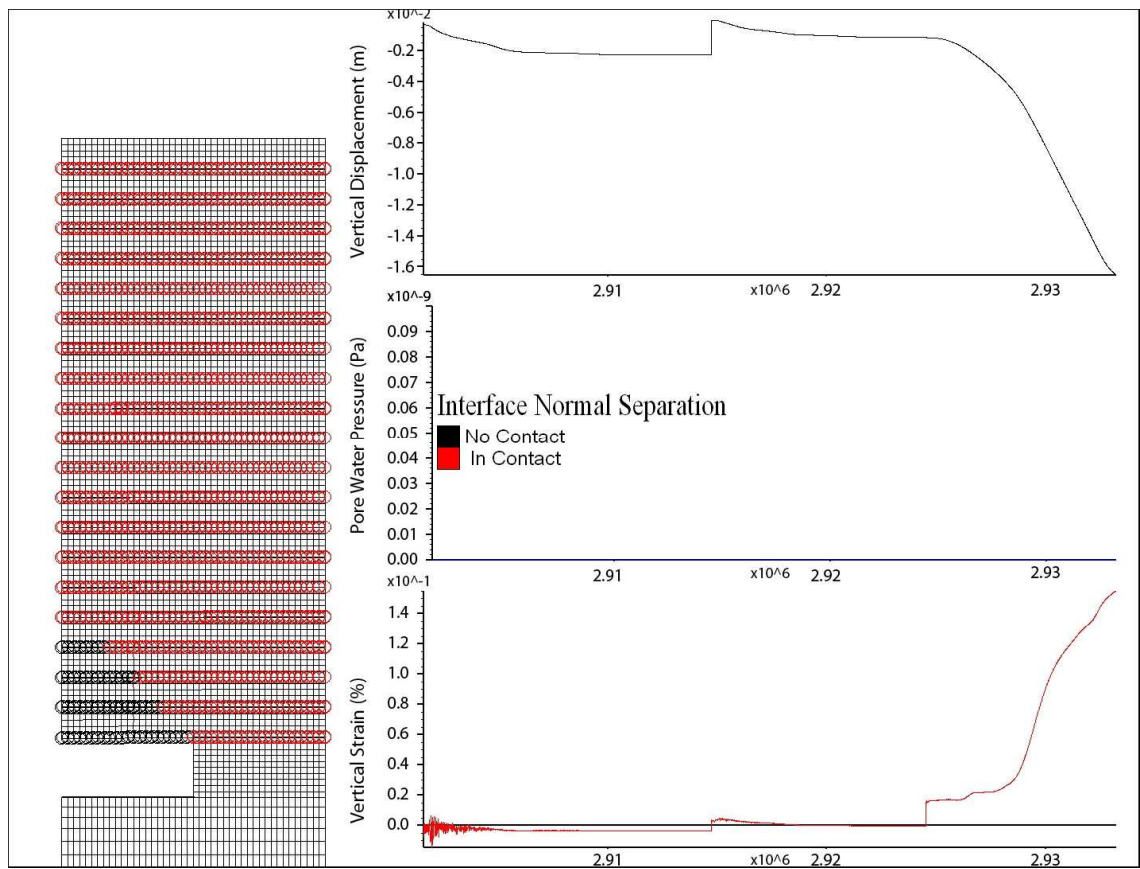 x10^-2
Vertical Displacement (m)
-0.2
-0.4
-0.6
-0.8
-1.0
-1.2
-1.4
-1.6
2.91
x10^6
2.92
2.93
x10^-9
Pore Water Pressure (Pa)
0.09
0.08
0.07
0.06
0.05
0.04
0.03
0.02
0.01
0.00
Interface Normal Separation
No Contact
In Contact
2.91
x10^6
2.92
2.93
x10^-1
Vertical Strain (%)
1.4
1.2
1.0
0.8
0.6
0.4
0.2
0.0
2.91
x10^6
2.92
2.93